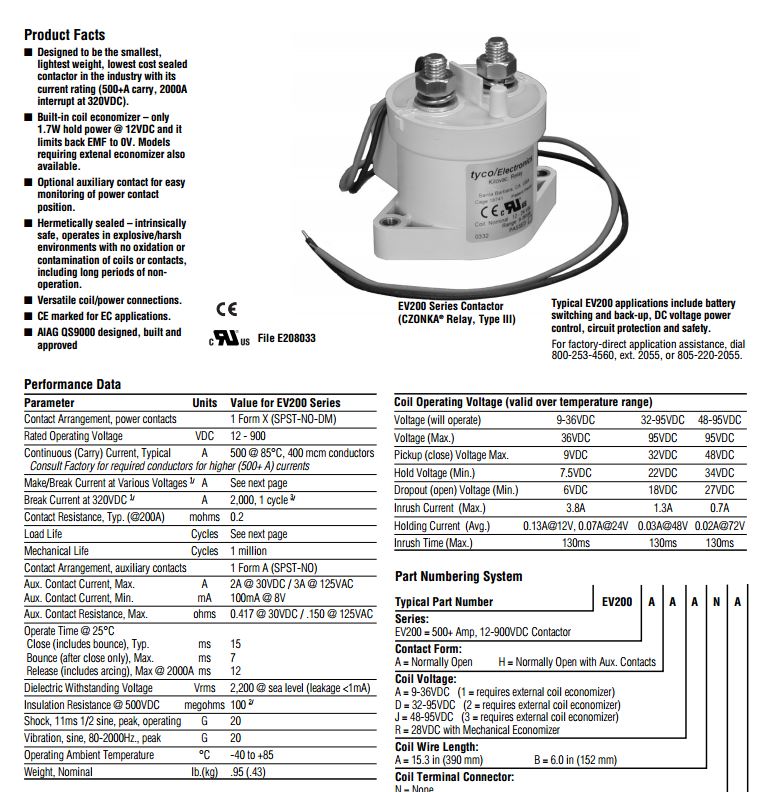 Product Facts
■ Designed to be the smallest,
lightest weight, lowest cost sealed
contactor in the industry with its
current rating (500+A carry, 2000A
interrupt at 320VDC).
■ Built-in coil economizer – only
1.7W hold power @ 12VDC and it
limits back EMF to 0V. Models
requiring extenal economizer also
available.
■ Optional auxiliary contact for easy
monitoring of power contact
position.
■ Hermetically sealed – intrinsically
safe, operates in explosive/harsh
environments with no oxidation or
contamination of coils or contacts,
including long periods of non-
operation.
■ Versatile coil/power connections.
■ CE marked for EC applications.
■ AIAG QS9000 designed, built and
approved
CE
c RU US File E208033
tyco/Electronics
Kilovac Relay
Santa Barbara, CA, USA
CE c RU us
Coil Nominal 12
0332
EV200 Series Contactor
(CZONKA® Relay, Type III)
Typical EV200 applications include battery
switching and back-up, DC voltage power
control, circuit protection and safety.
For factory-direct application assistance, dial
800-253-4560, ext. 2055, or 805-220-2055.
Performance Data
Parameter Units Value for EV200 Series
Contact Arrangement, power contacts 1 Form X (SPST-NO-DM)
Rated Operating Voltage VDC 12 - 900
Continuous (Carry) Current, Typical A 500 @ 85°C, 400 mcm conductors
Consult Factory for required conductors for higher (500+ A) currents
Make/Break Current at Various Voltages 1/ A See next page
Break Current at 320VDC 1/ A 2,000, 1 cycle 3/
Contact Resistance, Typ. (@200A) mohms 0.2
Load Life Cycles See next page
Mechanical Life Cycles 1 million
Contact Arrangement, auxiliary contacts 1 Form A (SPST-NO)
Aux. Contact Current, Max. A 2A @ 30VDC / 3A @ 125VAC
Aux. Contact Current, Min. mA 100mA @ 8V
Aux. Contact Resistance, Max. ohms 0.417 @ 30VDC / .150 @ 125VAC
Operate Time @ 25°C
Close (includes bounce), Typ. ms 15
Bounce (after close only), Max. ms 7
Release (includes arcing), Max @ 2000A ms 12
Dielectric Withstanding Voltage Vrms 2,200 @ sea level (leakage <1mA)
Insulation Resistance @ 500VDC megohms 100 2/
Shock, 11ms 1/2 sine, peak, operating G 20
Vibration, sine, 80-2000Hz., peak G 20
Operating Ambient Temperature °C -40 to +85
Weight, Nominal lb.(kg) .95 (.43)
Coil Operating Voltage (valid over temperature range)
Voltage (will operate) 9-36VDC 32-95VDC 48-95VDC
Voltage (Max.) 36VDC 95VDC 95VDC
Pickup (close) Voltage Max. 9VDC 32VDC 48VDC
Hold Voltage (Min.) 7.5VDC 22VDC 34VDC
Dropout (open) Voltage (Min.) 6VDC 18VDC 27VDC
Inrush Current (Max.) 3.8A 1.3A 0.7A
Holding Current (Avg.) 0.13A@12V, 0.07A@24V 0.03A@48V 0.02A@72V
Inrush Time (Max.) 130ms 130ms 130ms
Part Numbering System
Typical Part Number EV200 A A A N A
Series:
EV200 = 500+ Amp, 12-900VDC Contactor
Contact Form:
A = Normally Open H = Normally Open with Aux. Contacts
Coil Voltage:
A = 9-36VDC (1 = requires external coil economizer)
D = 32-95VDC (2 = requires external coil economizer)
J = 48-95VDC (3 = requires external coil economizer)
R = 28VDC with Mechanical Economizer
Coil Wire Length:
A = 15.3 in (390 mm) B = 6.0 in (152 mm)
Coil Terminal Connector:
N = None